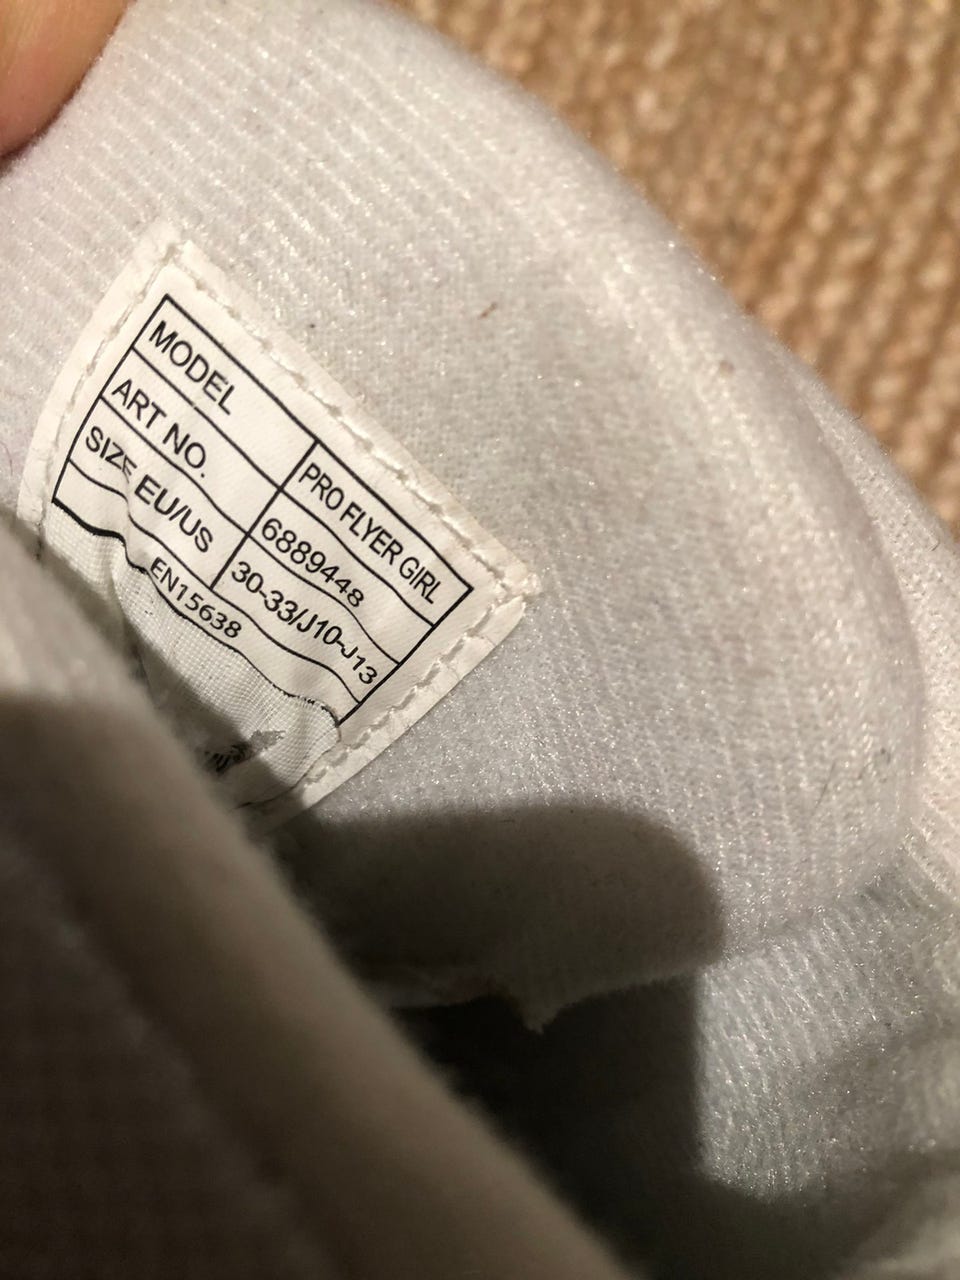 MODEL PRO FLYER GIRL
ART NO. 6889448
SIZE EU/US 30-33/J10-J13
EN15638